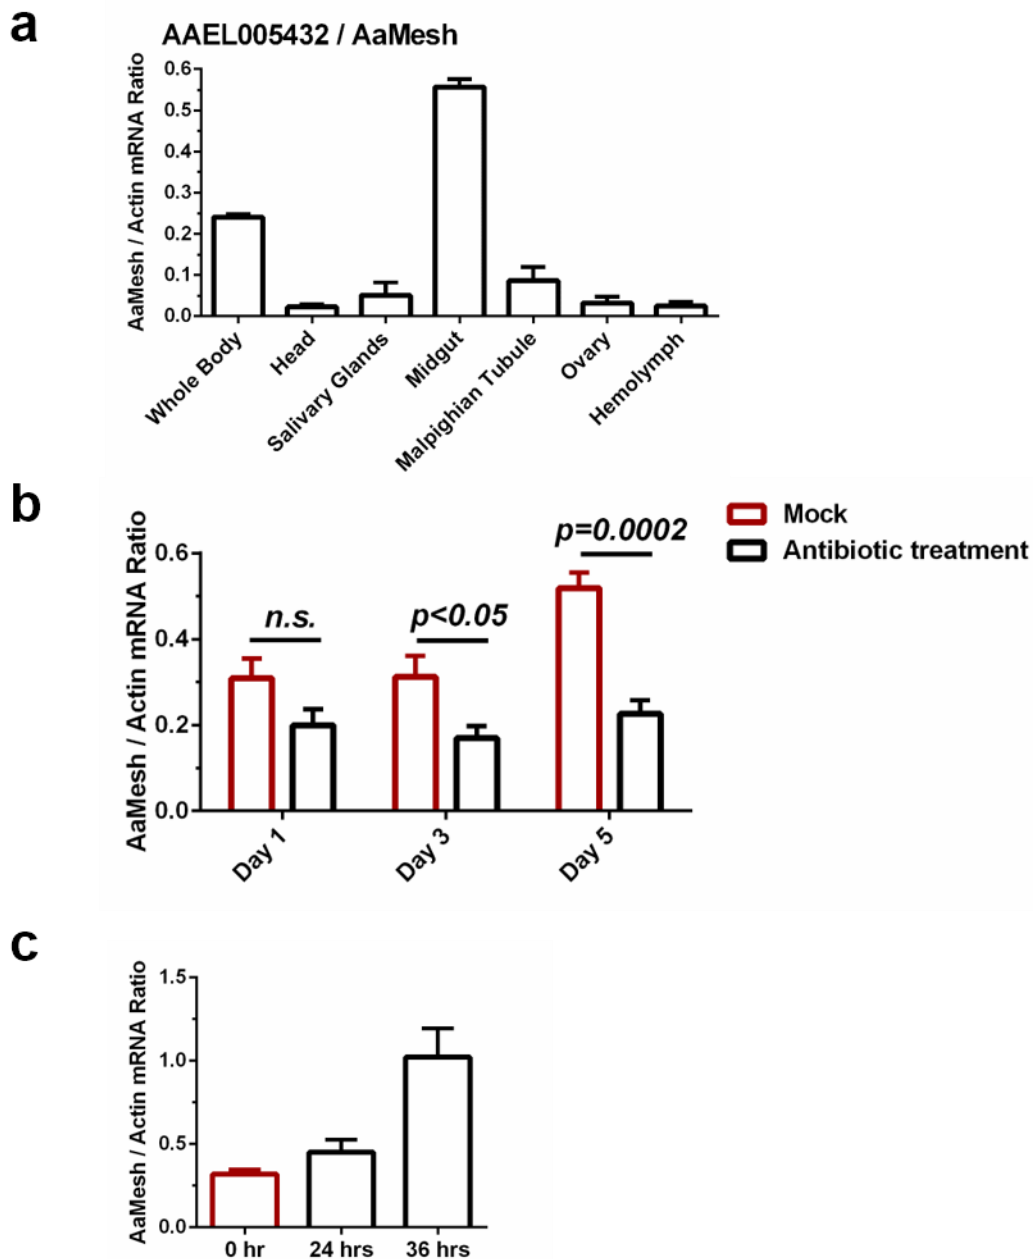 a
AAEL005432 / AaMesh
AaMesh / Actin mRNA Ratio
0.6
0.5
0.4
0.3
0.2
0.1
0.0
Whole Body
Head
Salivary Glands
Midgut
Malpighian Tubule
Ovary
Hemolymph
b
AaMesh / Actin mRNA Ratio
0.6
0.4
0.2
0.0
n.s.
p<0.05
p=0.0002
Day 1
Day 3
Day 5
Mock
Antibiotic treatment
c
AaMesh / Actin mRNA Ratio
1.5
1.0
0.5
0.0
0 hr
24 hrs
36 hrs